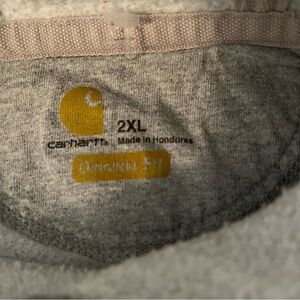 2XL
carhartt.
Made in Honduras
ORIGINAL FIT